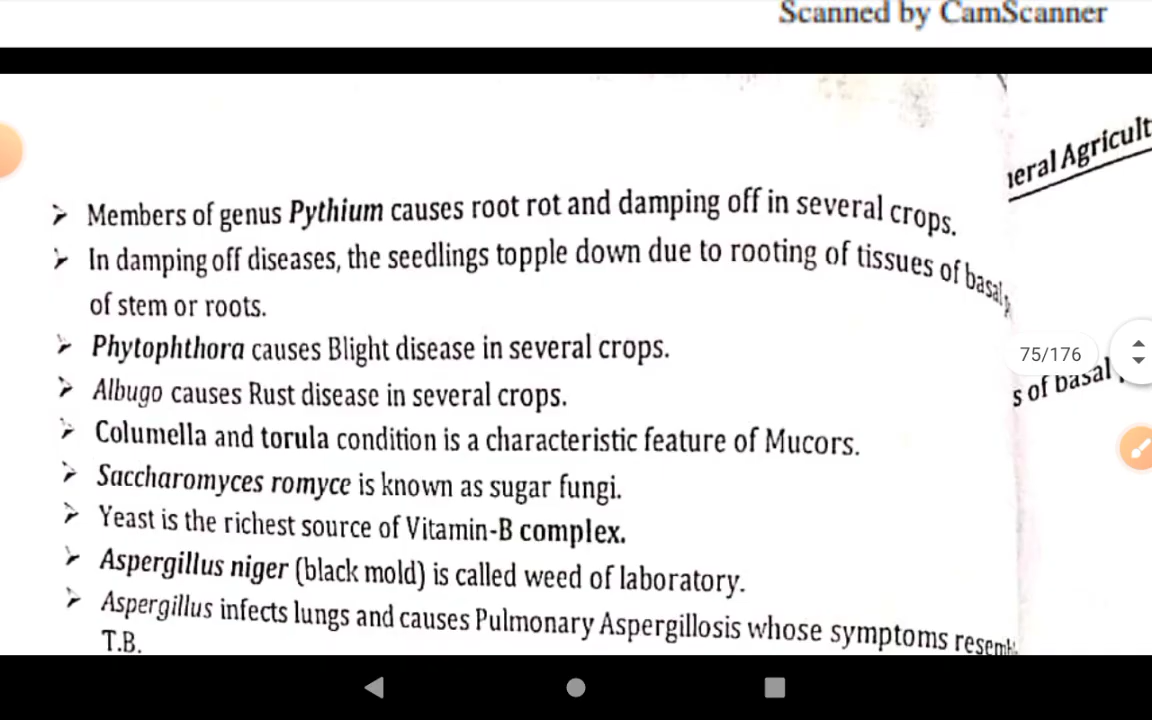 Scanned by CamScanner
neral Agricult
➢ Members of genus Pythium causes root rot and damping off in several crops.
➢ In damping off diseases, the seedlings topple down due to rooting of tissues of basal
of stem or roots.
➢ Phytophthora causes Blight disease in several crops.
75/176
s of basal
➢ Albugo causes Rust disease in several crops.
➢ Columella and torula condition is a characteristic feature of Mucors.
➢ Saccharomyces romyce is known as sugar fungi.
➢ Yeast is the richest source of Vitamin-B complex.
➢ Aspergillus niger (black mold) is called weed of laboratory.
➢ Aspergillus infects lungs and causes Pulmonary Aspergillosis whose symptoms resem
T.B.